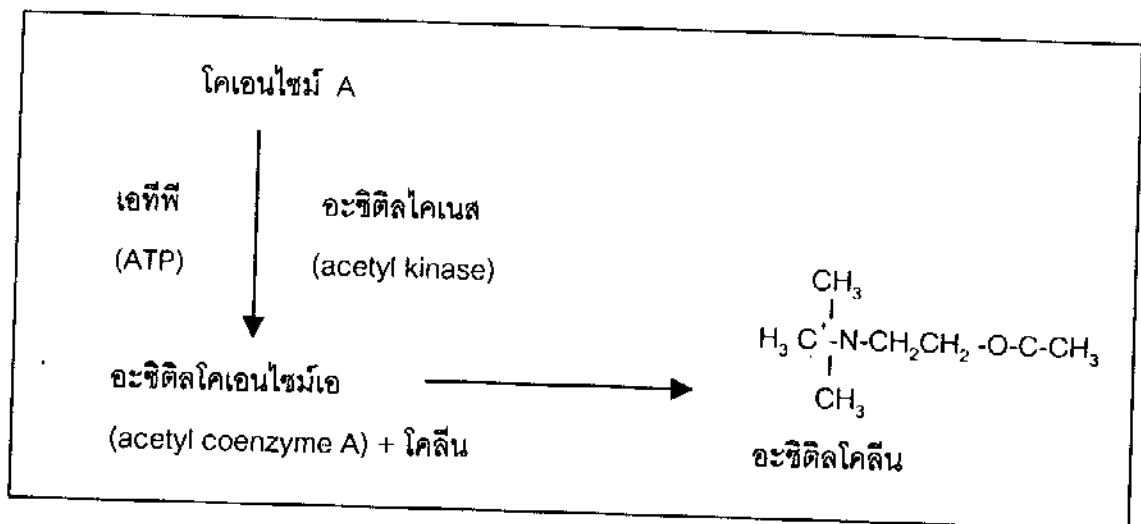 โคเอนไซม์ A
เอทีพี
(ATP)
อะซิติลไคเนส
(acetyl kinase)
อะซิติลโคเอนไซม์เอ
(acetyl coenzyme A) + โคลีน
CH₃
H₃ C⁺-N-CH₂CH₂ -O-C-CH₃
CH₃
อะซิติลโคลีน